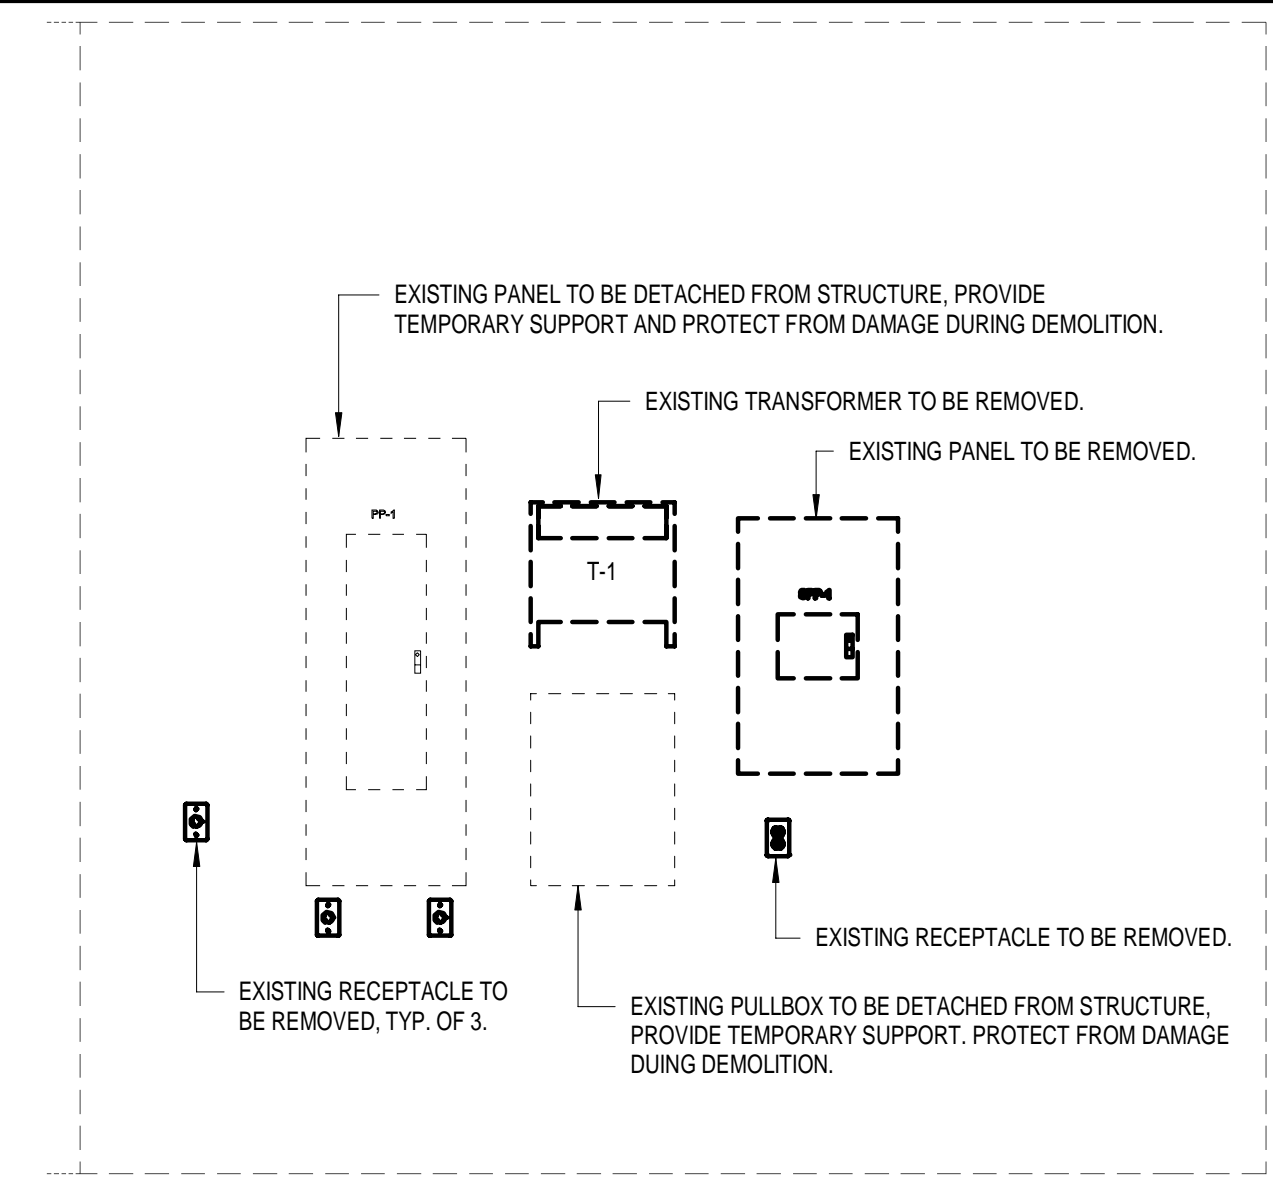 EXISTING PANEL TO BE DETACHED FROM STRUCTURE, PROVIDE
TEMPORARY SUPPORT AND PROTECT FROM DAMAGE DURING DEMOLITION.
EXISTING TRANSFORMER TO BE REMOVED.
EXISTING PANEL TO BE REMOVED.
PP-1
T-1
EXISTING RECEPTACLE TO BE REMOVED.
EXISTING RECEPTACLE TO
BE REMOVED, TYP. OF 3.
EXISTING PULLBOX TO BE DETACHED FROM STRUCTURE,
PROVIDE TEMPORARY SUPPORT. PROTECT FROM DAMAGE
DUING DEMOLITION.